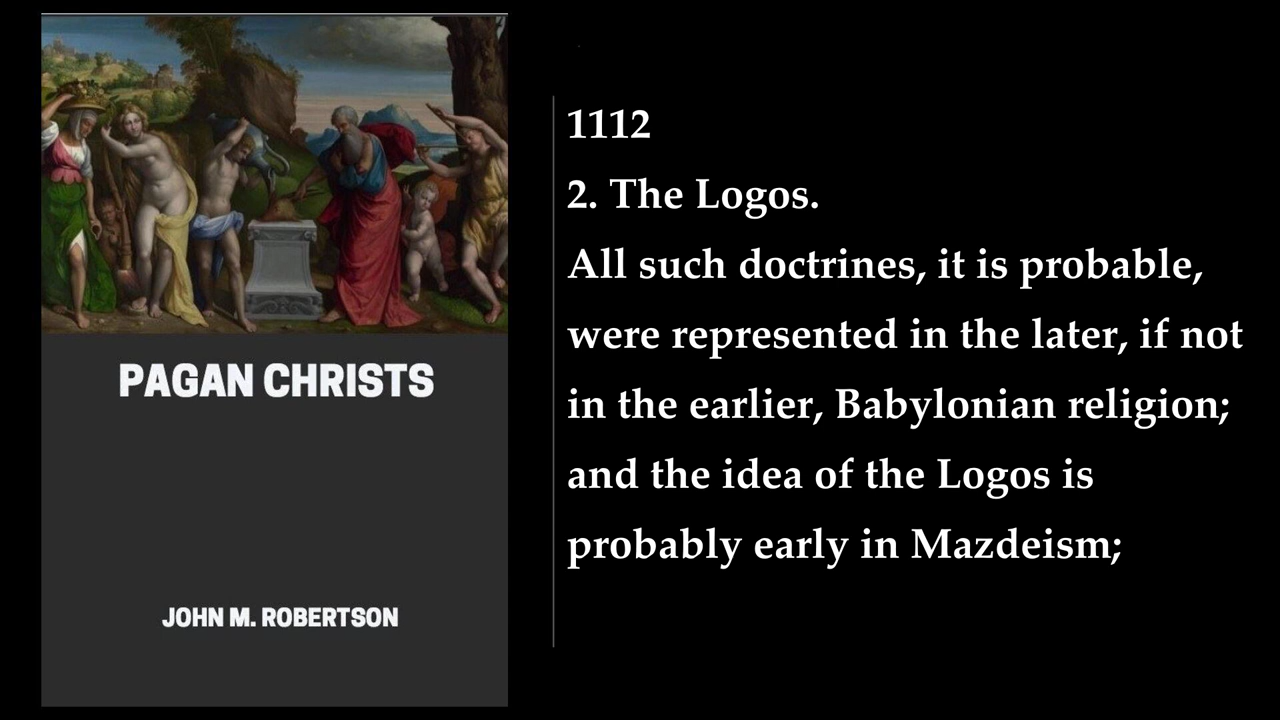 PAGAN CHRISTS
JOHN M. ROBERTSON
1112
2. The Logos.
All such doctrines, it is probable,
were represented in the later, if not
in the earlier, Babylonian religion;
and the idea of the Logos is
probably early in Mazdeism;